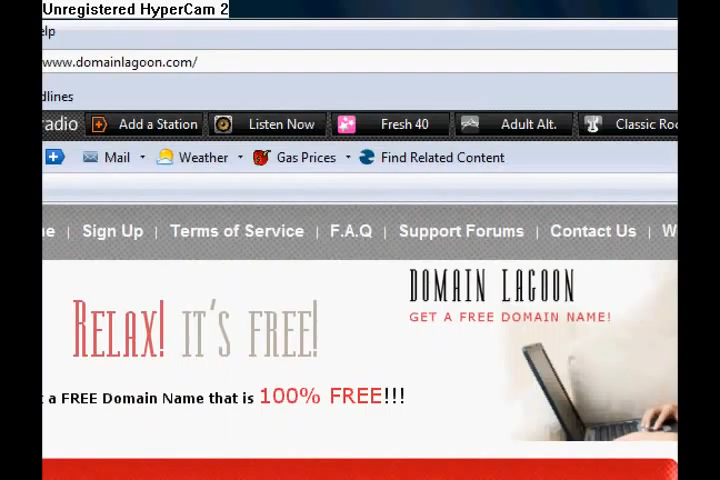 Unregistered HyperCam 2
elp
www.domainlagoon.com/
dlines
radio Add a Station Listen Now Fresh 40 Adult Alt. Classic Roc
Mail Weather Gas Prices Find Related Content
e | Sign Up | Terms of Service | F.A.Q | Support Forums | Contact Us | W
DOMAIN LAGOON
GET A FREE DOMAIN NAME!
RELAX! IT'S FREE!
t a FREE Domain Name that is 100% FREE!!!